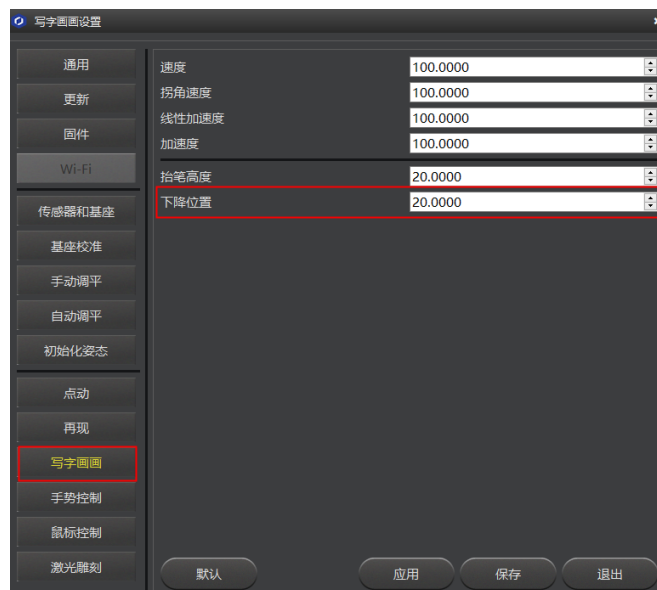 写字画画设置
通用
更新
固件
Wi-Fi
传感器和基座
基座校准
手动调平
自动调平
初始化姿态
点动
再现
写字画画
手势控制
鼠标控制
激光雕刻
速度 100.0000
拐角速度 100.0000
线性加速度 100.0000
加速度 100.0000
抬笔高度 20.0000
下降位置 20.0000
默认 应用 保存 退出